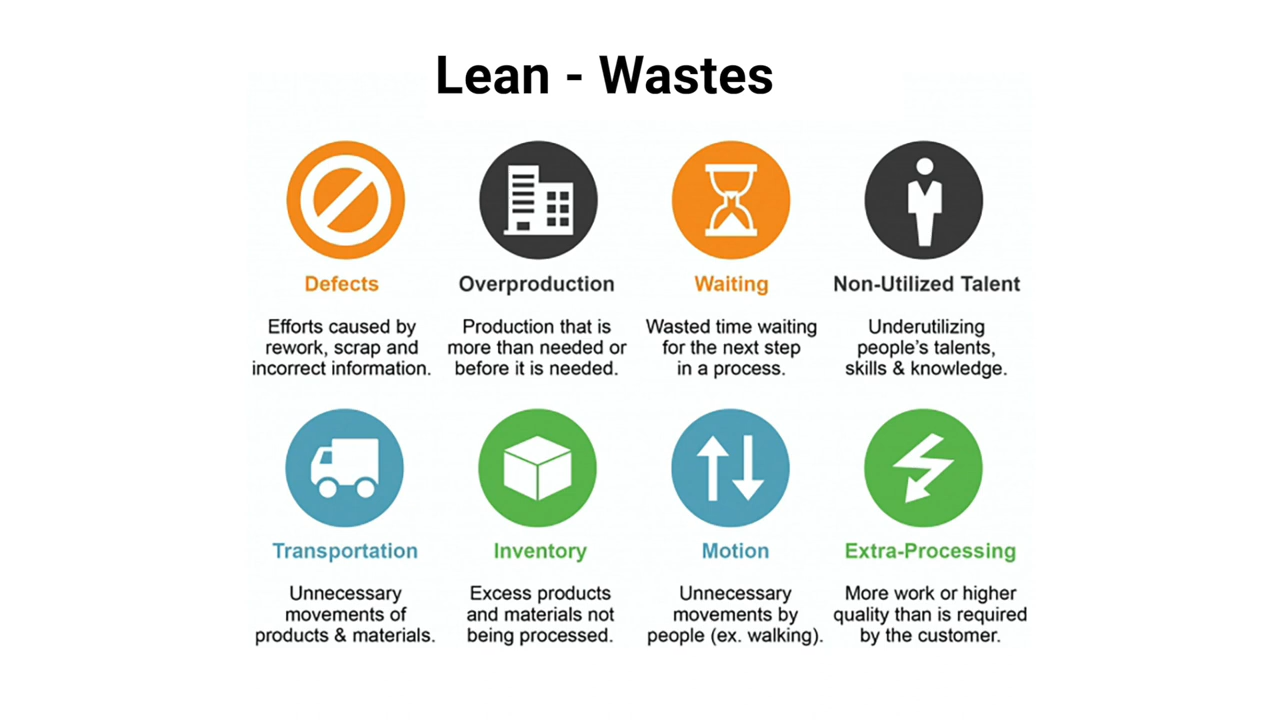 Lean - Wastes
Defects
Efforts caused by
rework, scrap and
incorrect information.
Overproduction
Production that is
more than needed or
before it is needed.
Waiting
Wasted time waiting
for the next step
in a process.
Non-Utilized Talent
Underutilizing
people's talents,
skills & knowledge.
Transportation
Unnecessary
movements of
products & materials.
Inventory
Excess products
and materials not
being processed.
Motion
Unnecessary
movements by
people (ex. walking).
Extra-Processing
More work or higher
quality than is required
by the customer.